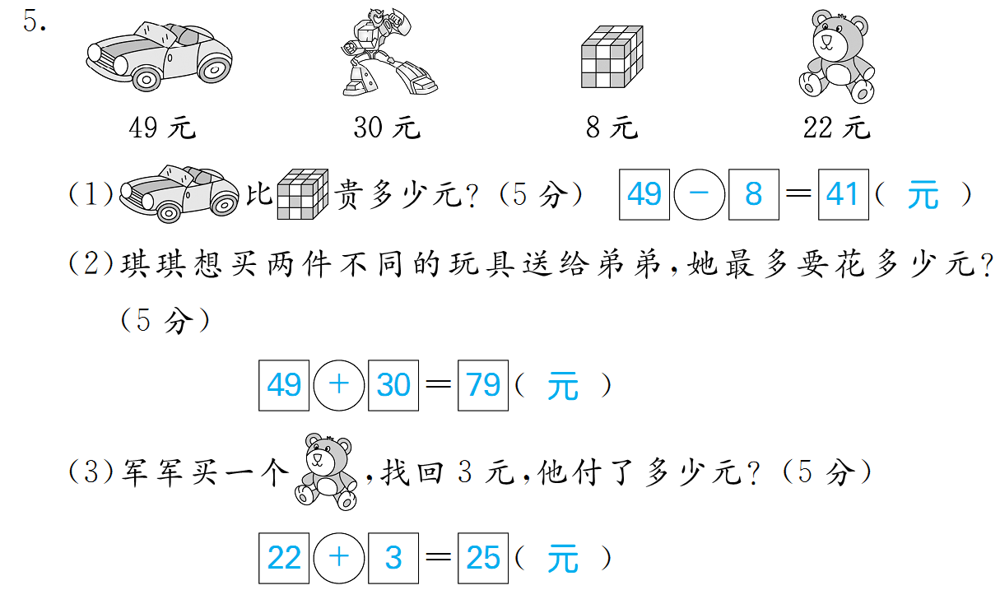 5.
49 元 30 元 8 元 22 元
(1) 比 贵多少元? (5 分) 49 − 8 = 41 ( 元 )
(2)琪琪想买两件不同的玩具送给弟弟,她最多要花多少元?
(5 分)
49 + 30 = 79 ( 元 )
(3)军军买一个 ,找回 3 元,他付了多少元? (5 分)
22 + 3 = 25 ( 元 )